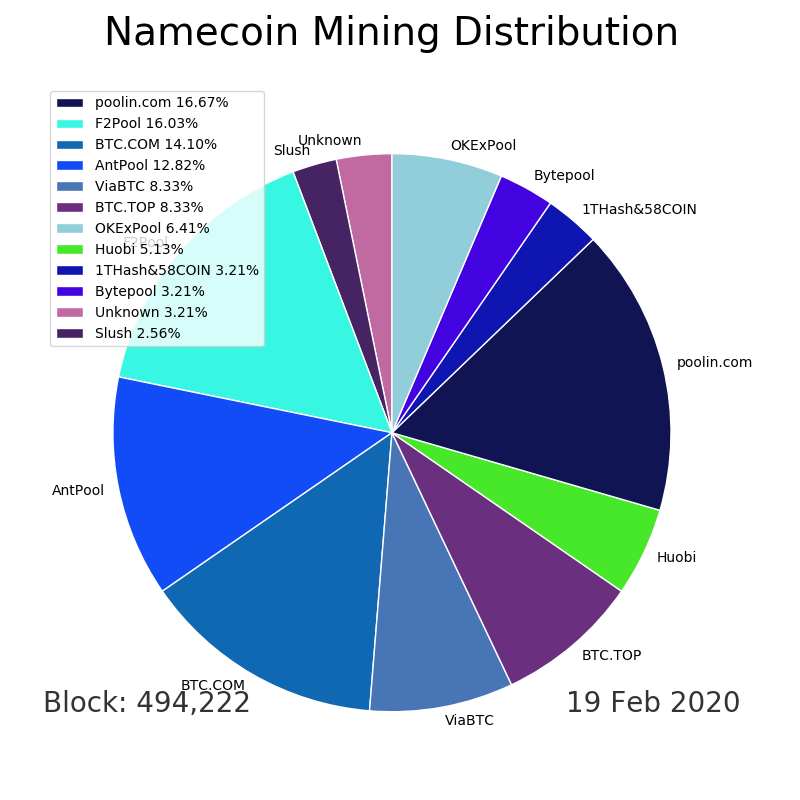 Namecoin Mining Distribution
poolin.com 16.67%
F2Pool 16.03%
BTC.COM 14.10%
AntPool 12.82%
ViaBTC 8.33%
BTC.TOP 8.33%
OKExPool 6.41%
Huobi 5.13%
1THash&58COIN 3.21%
Bytepool 3.21%
Unknown 3.21%
Slush 2.56%
Unknown
Slush
OKExPool
Bytepool
1THash&58COIN
F2Pool
poolin.com
AntPool
Huobi
BTC.TOP
BTC.COM
ViaBTC
Block: 494,222
19 Feb 2020